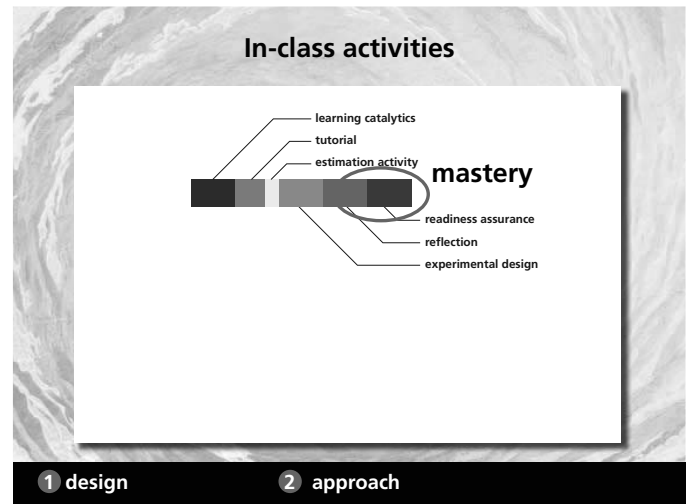 In-class activities
learning catalytics
tutorial
estimation activity
mastery
readiness assurance
reflection
experimental design
1 design
2 approach